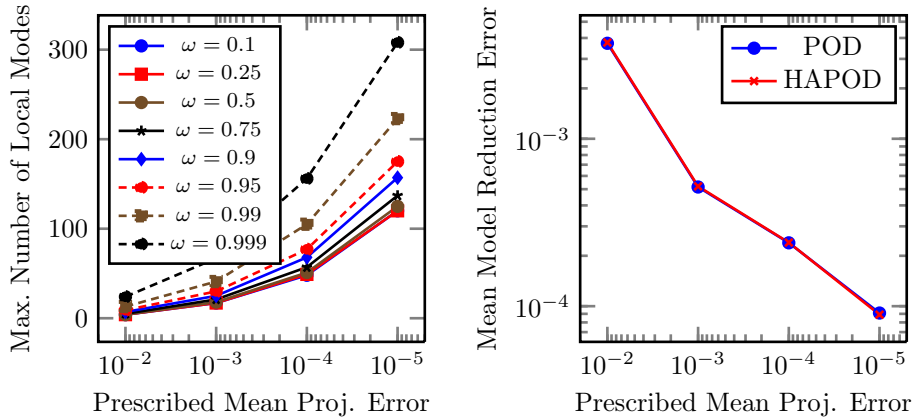 Max. Number of Local Modes
300
200
100
0
ω = 0.1
ω = 0.25
ω = 0.5
ω = 0.75
ω = 0.9
ω = 0.95
ω = 0.99
ω = 0.999
10⁻² 10⁻³ 10⁻⁴ 10⁻⁵
Prescribed Mean Proj. Error
Mean Model Reduction Error
10⁻³
10⁻⁴
POD
HAPOD
10⁻² 10⁻³ 10⁻⁴ 10⁻⁵
Prescribed Mean Proj. Error